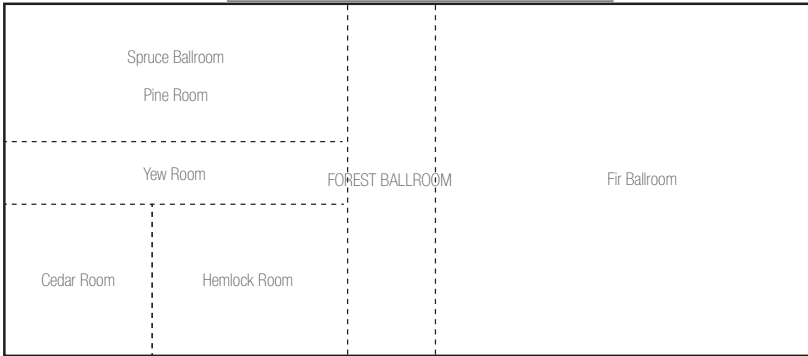 Spruce Ballroom
Pine Room
Yew Room
FOREST BALLROOM
Fir Ballroom
Cedar Room
Hemlock Room